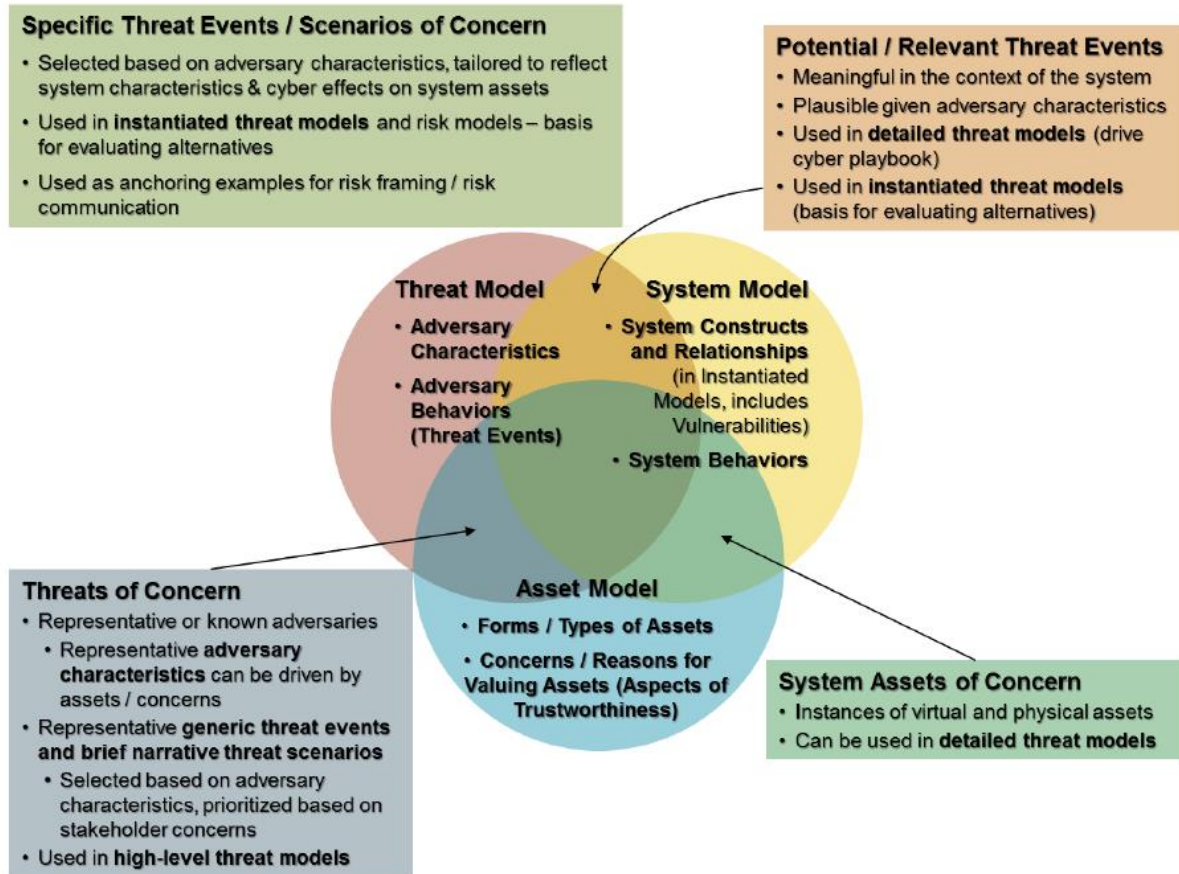 Specific Threat Events / Scenarios of Concern
• Selected based on adversary characteristics, tailored to reflect
system characteristics & cyber effects on system assets
• Used in instantiated threat models and risk models – basis
for evaluating alternatives
• Used as anchoring examples for risk framing / risk
communication
Potential / Relevant Threat Events
• Meaningful in the context of the system
• Plausible given adversary characteristics
• Used in detailed threat models (drive
cyber playbook)
• Used in instantiated threat models
(basis for evaluating alternatives)
Threat Model
• Adversary
Characteristics
• Adversary
Behaviors
(Threat Events)
System Model
• System Constructs
and Relationships
(in Instantiated
Models, includes
Vulnerabilities)
• System Behaviors
Asset Model
• Forms / Types of Assets
• Concerns / Reasons for
Valuing Assets (Aspects of
Trustworthiness)
Threats of Concern
• Representative or known adversaries
• Representative adversary
characteristics can be driven by
assets / concerns
• Representative generic threat events
and brief narrative threat scenarios
• Selected based on adversary
characteristics, prioritized based on
stakeholder concerns
• Used in high-level threat models
System Assets of Concern
• Instances of virtual and physical assets
• Can be used in detailed threat models